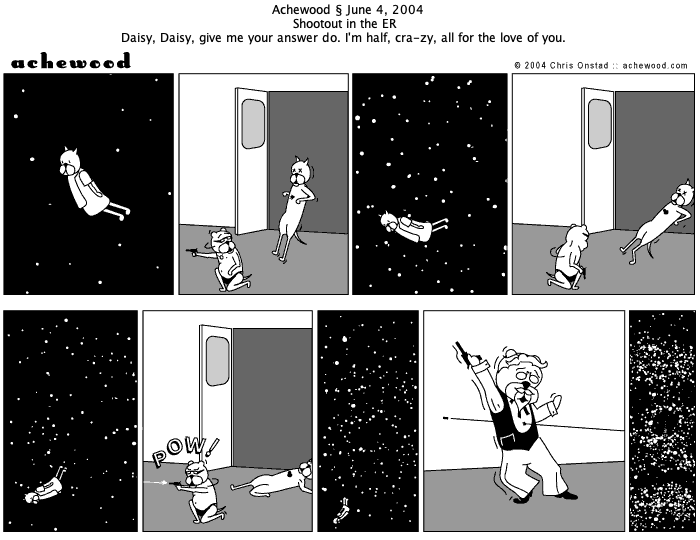 Achewood § June 4, 2004
Shootout in the ER
Daisy, Daisy, give me your answer do. I'm half, cra-zy, all for the love of you.
achewood
© 2004 Chris Onstad :: achewood.com
POW!